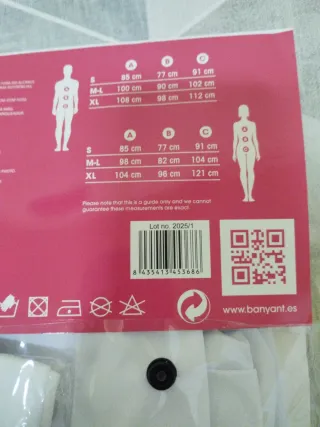 A B C
S 85 cm 77 cm 91 cm
M-L 100 cm 90 cm 102 cm
XL 108 cm 98 cm 112 cm
A B C
S 85 cm 77 cm 91 cm
M-L 98 cm 82 cm 104 cm
XL 104 cm 96 cm 121 cm
Please note that this is a guide only and we cannot
guarantee these measurements are exact.
Lot no. 2025/1
8 435413 453686
www.banyant.es